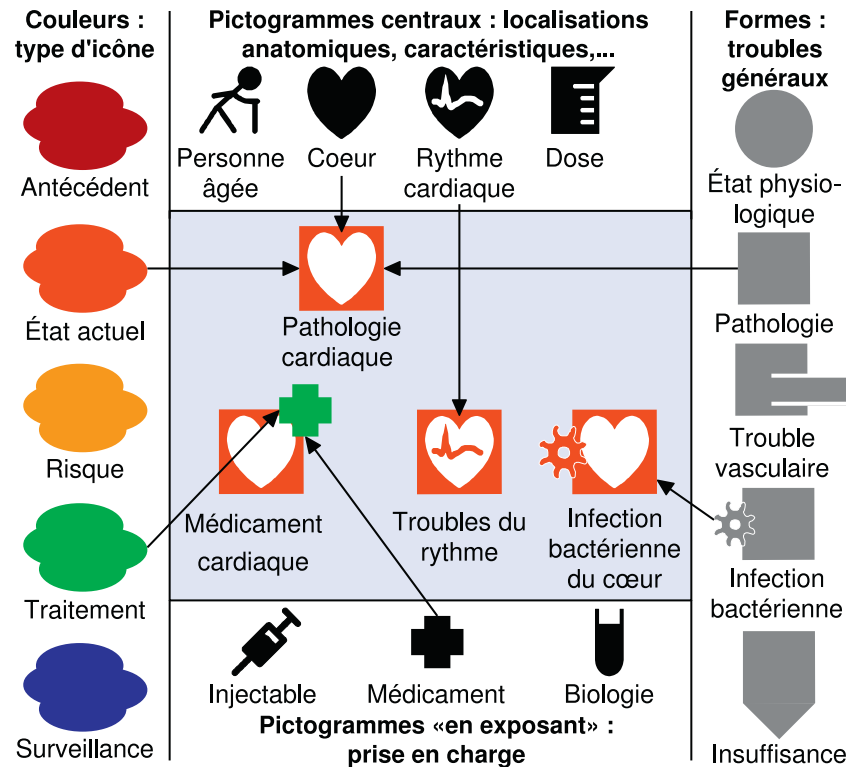 Couleurs :
type d'icône
Pictogrammes centraux : localisations
anatomiques, caractéristiques,...
Formes :
troubles
généraux
Antécédent
État actuel
Risque
Traitement
Surveillance
Personne
âgée
Coeur
Rythme
cardiaque
Dose
Pathologie
cardiaque
Médicament
cardiaque
Troubles du
rythme
Infection
bactérienne
du cœur
Injectable
Médicament
Biologie
Pictogrammes «en exposant» :
prise en charge
État physio-
logique
Pathologie
Trouble
vasculaire
Infection
bactérienne
Insuffisance